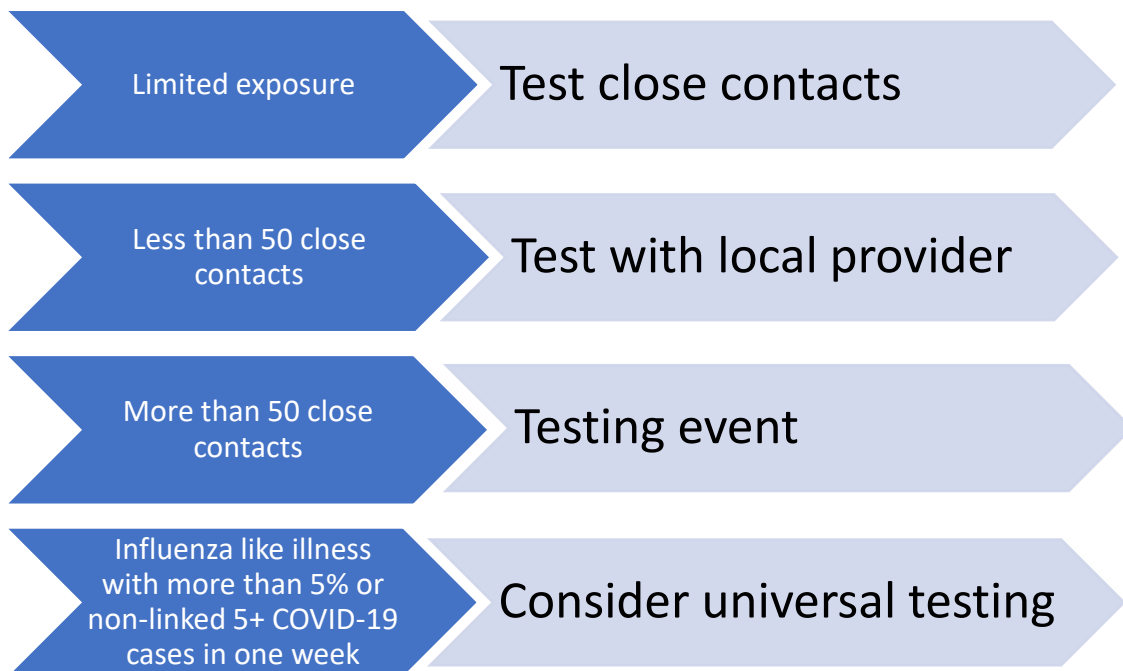 Limited exposure
Test close contacts
Less than 50 close
contacts
Test with local provider
More than 50 close
contacts
Testing event
Influenza like illness
with more than 5% or
non-linked 5+ COVID-19
cases in one week
Consider universal testing